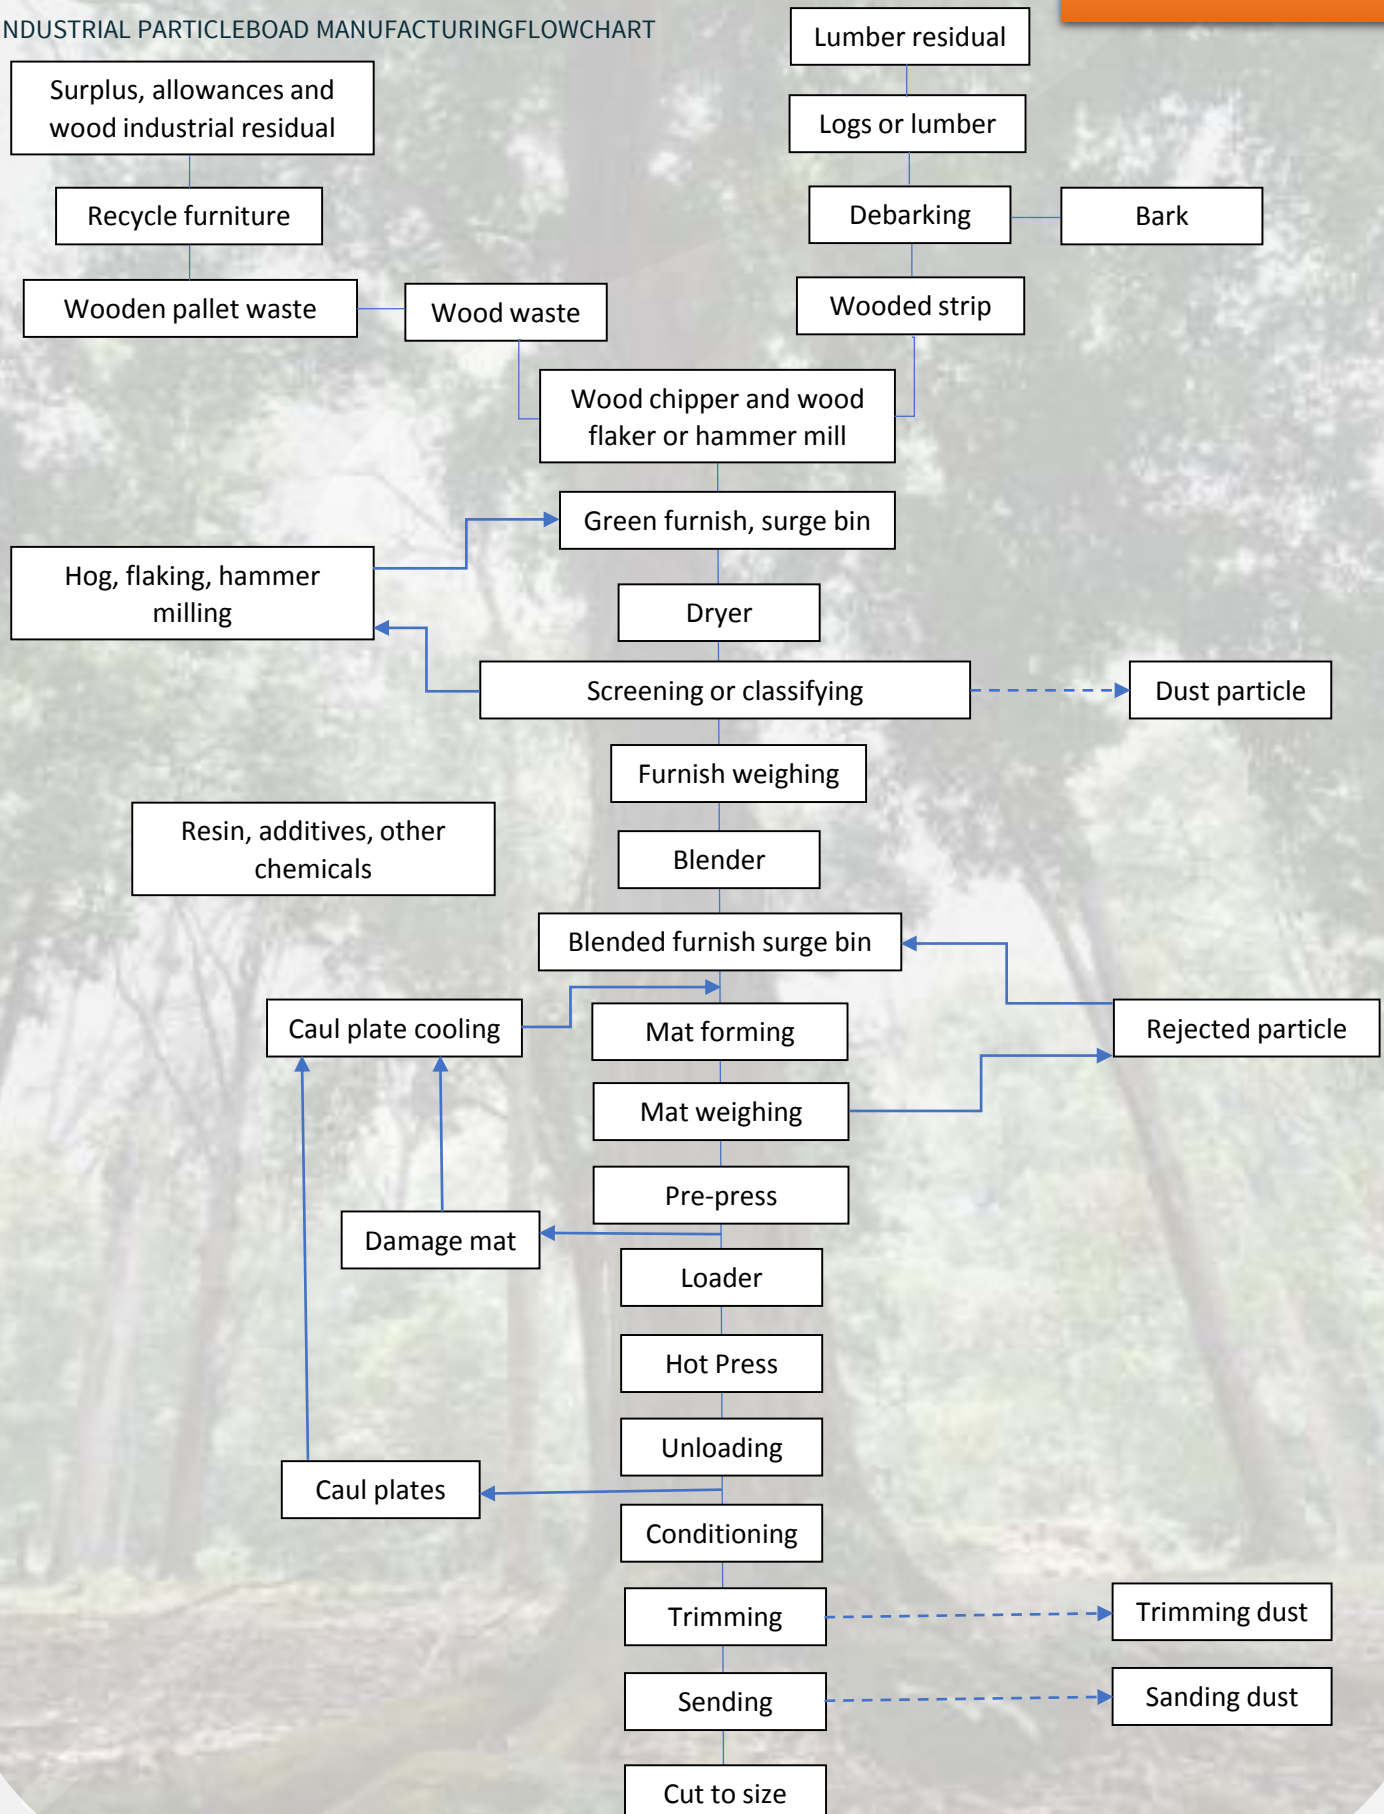 NDUSTRIAL PARTICLEBOAD MANUFACTURINGFLOWCHART
Lumber residual
Surplus, allowances and
wood industrial residual
Logs or lumber
Recycle furniture
Debarking
Bark
Wooden pallet waste
Wood waste
Wooded strip
Wood chipper and wood
flaker or hammer mill
Green furnish, surge bin
Hog, flaking, hammer
milling
Dryer
Screening or classifying
Dust particle
Furnish weighing
Resin, additives, other
chemicals
Blender
Blended furnish surge bin
Caul plate cooling
Mat forming
Rejected particle
Mat weighing
Pre-press
Damage mat
Loader
Hot Press
Unloading
Caul plates
Conditioning
Trimming
Trimming dust
Sending
Sanding dust
Cut to size